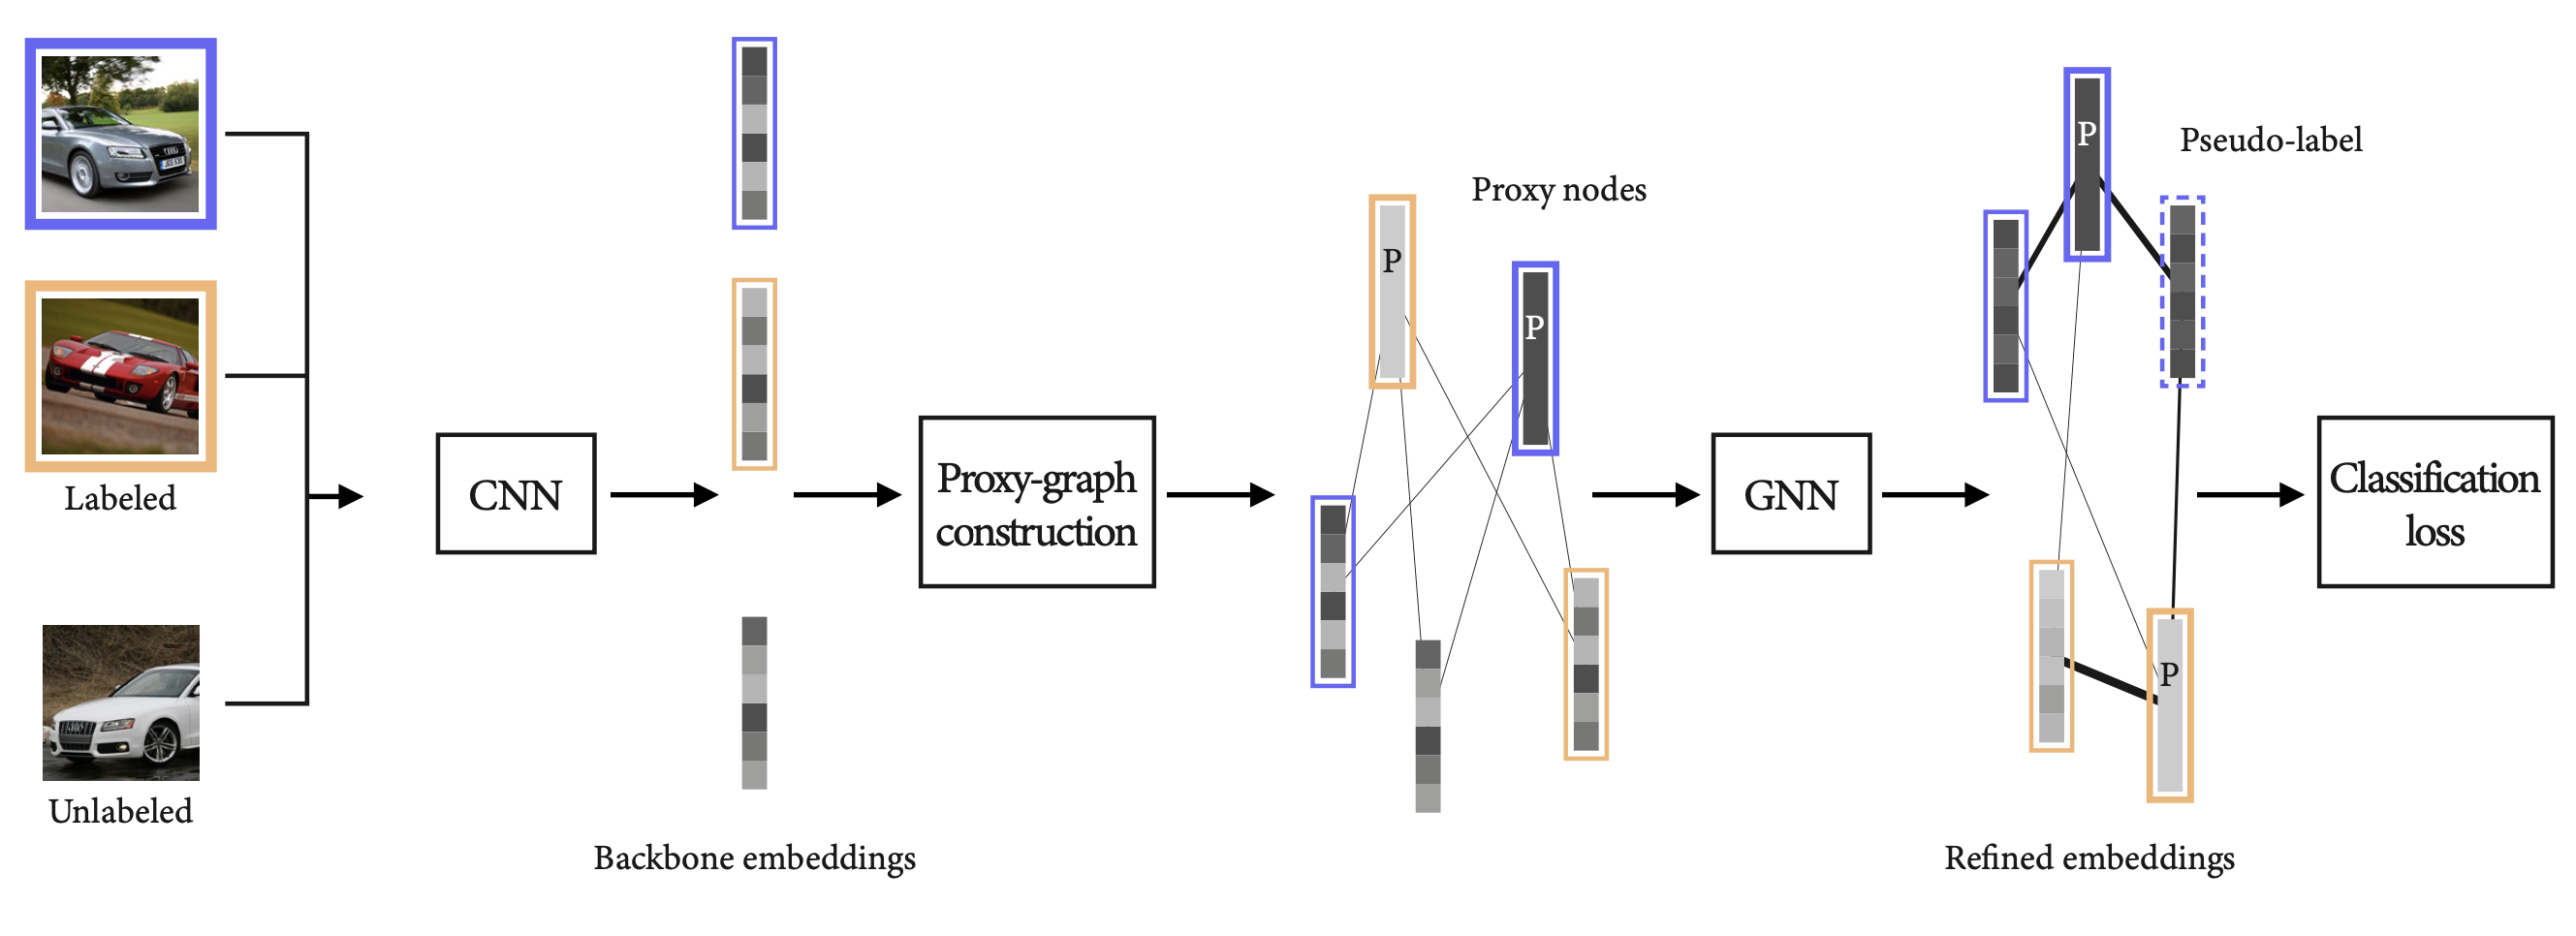 Labeled
Unlabeled
CNN
Backbone embeddings
Proxy-graph
construction
Proxy nodes
P
P
GNN
P
Pseudo-label
P
Refined embeddings
Classification
loss